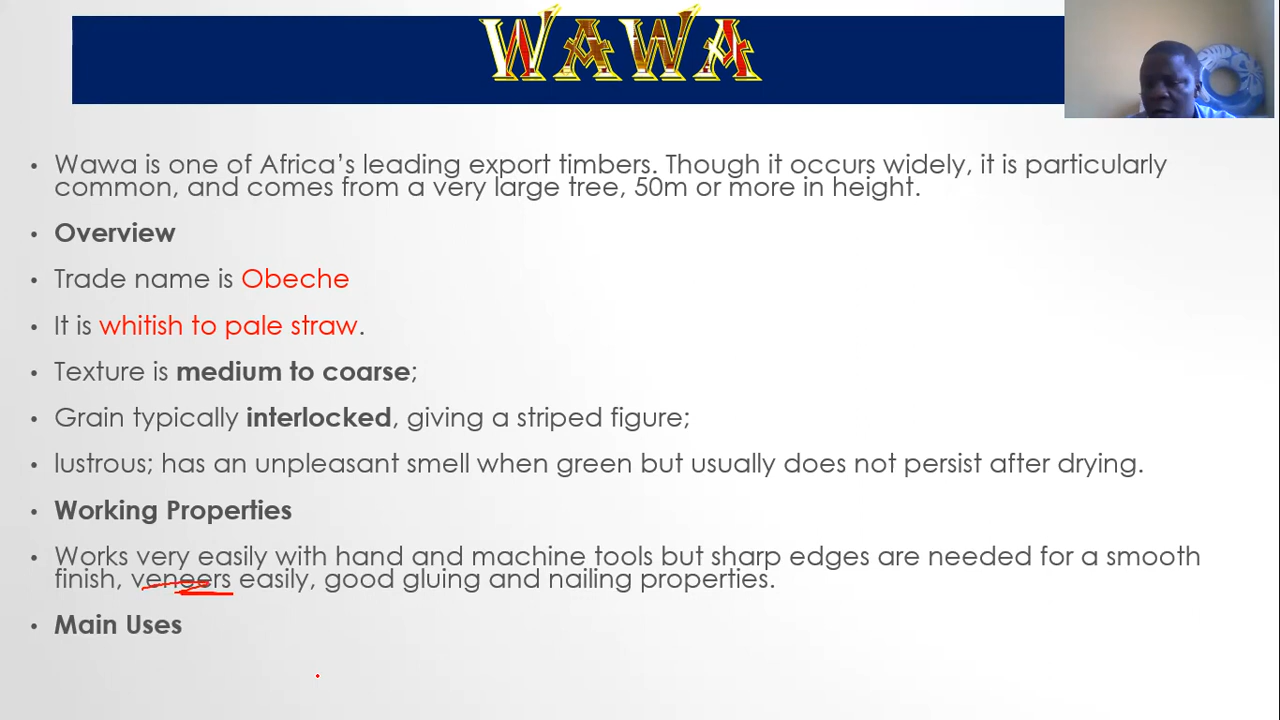 WAWA
• Wawa is one of Africa’s leading export timbers. Though it occurs widely, it is particularly
common, and comes from a very large tree, 50m or more in height.
• Overview
• Trade name is Obeche
• It is whitish to pale straw.
• Texture is medium to coarse;
• Grain typically interlocked, giving a striped figure;
• lustrous; has an unpleasant smell when green but usually does not persist after drying.
• Working Properties
• Works very easily with hand and machine tools but sharp edges are needed for a smooth
finish, veneers easily, good gluing and nailing properties.
• Main Uses